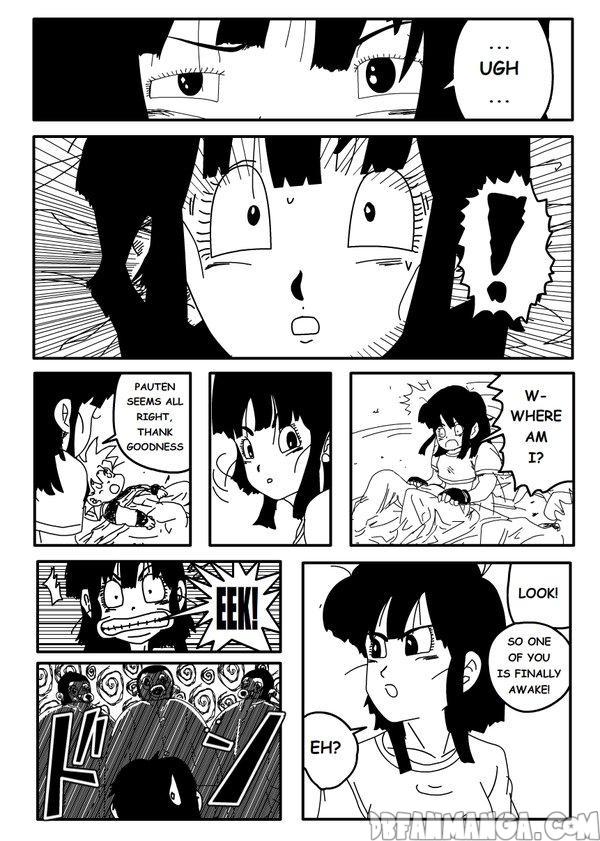 ...
UGH
...
!
W-
WHERE
AM
I?
PAUTEN
SEEMS ALL
RIGHT,
THANK
GOODNESS
LOOK!
SO ONE
OF YOU
IS FINALLY
AWAKE!
EH?
EEK!
ドン
DBFANMANGA.COM